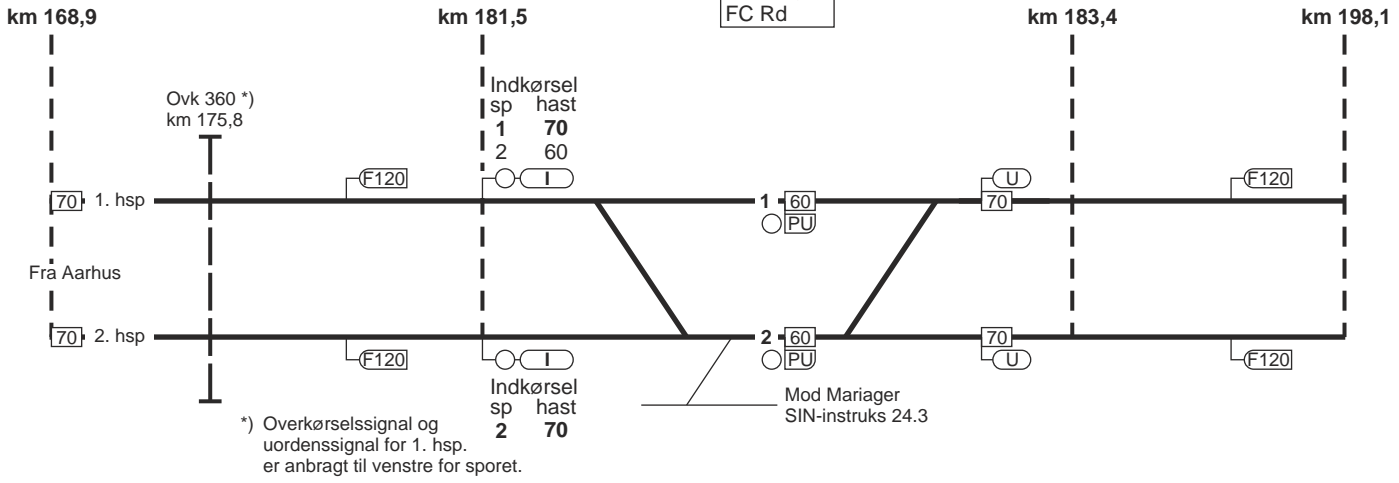 FC Rd
km 168,9
km 181,5
km 183,4
km 198,1
Ovk 360 *)
km 175,8
Indkørsel
sp hast
1 70
2 60
F120
I
U
F120
70 1. hsp
1 60
70
PU
Fra Aarhus
70 2. hsp
2 60
70
F120
I
PU
U
F120
Indkørsel
sp hast
2 70
Mod Mariager
SIN-instruks 24.3
*) Overkørselssignal og
uordenssignal for 1. hsp.
er anbragt til venstre for sporet.